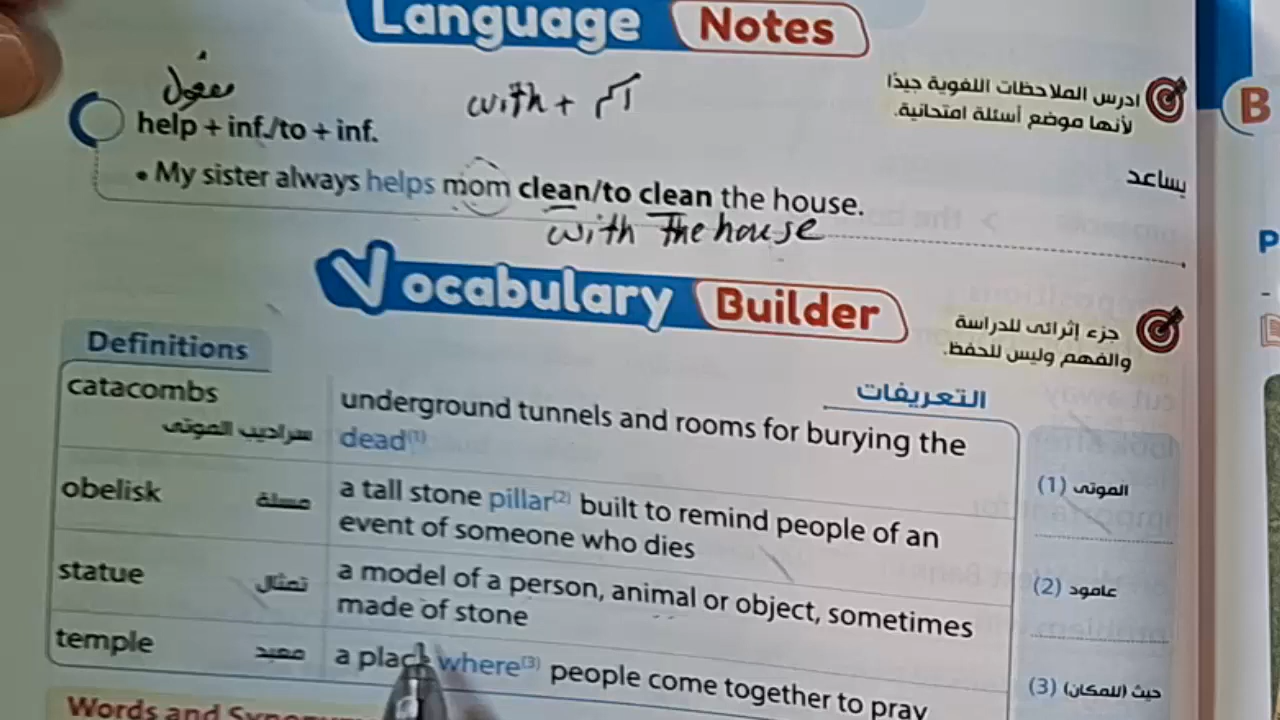 Language Notes
ادرس الملاحظات اللغوية جيدًا
لأنها موضع أسئلة امتحانية.
B
مفعول
with + اسم
help + inf./to + inf.
يساعد
• My sister always helps mom clean/to clean the house.
with The house
Vocabulary Builder
جزء إثرائى للدراسة
والفهم وليس للحفظ.
P
Definitions
التعريفات
catacombs
سراديب الموتى
underground tunnels and rooms for burying the
dead(1)
(1) الموتى
obelisk
مسلة
a tall stone pillar(2) built to remind people of an
event of someone who dies
(2) عامود
statue
تمثال
a model of a person, animal or object, sometimes
made of stone
temple
معبد
a place where(3) people come together to pray
(3) حيث (للمكان)
Words and